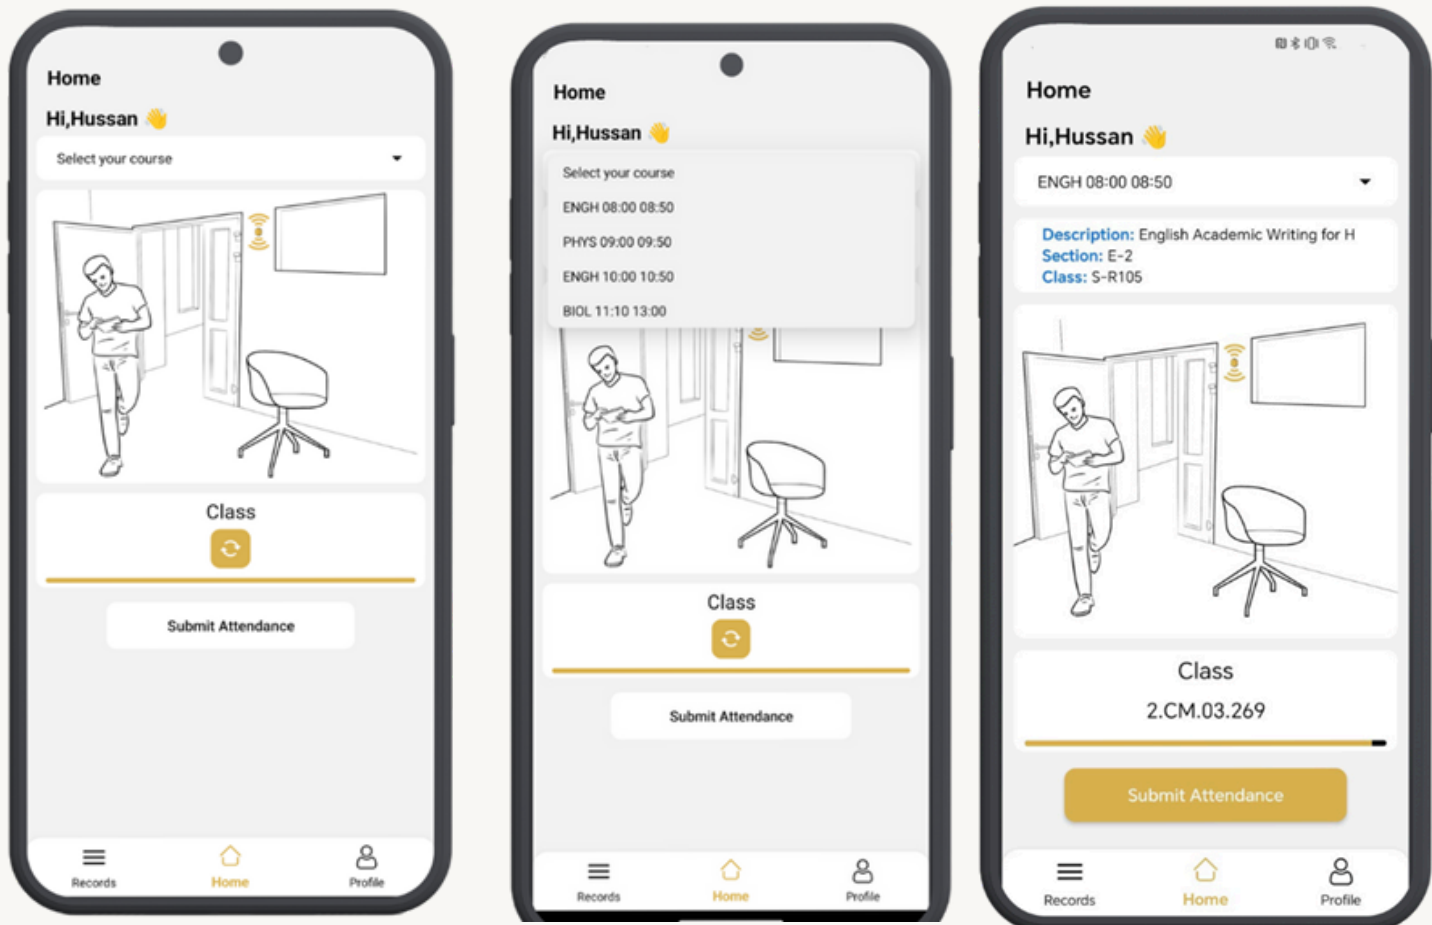 Home
Hi,Hussan 👋
Select your course
Class
Submit Attendance
Records
Home
Profile
Home
Hi,Hussan 👋
Select your course
ENGH 08:00 08:50
PHYS 09:00 09:50
ENGH 10:00 10:50
BIOL 11:10 13:00
Class
Submit Attendance
Records
Home
Profile
Home
Hi,Hussan 👋
ENGH 08:00 08:50
Description: English Academic Writing for H
Section: E-2
Class: S-R105
Class
2.CM.03.269
Submit Attendance
Records
Home
Profile